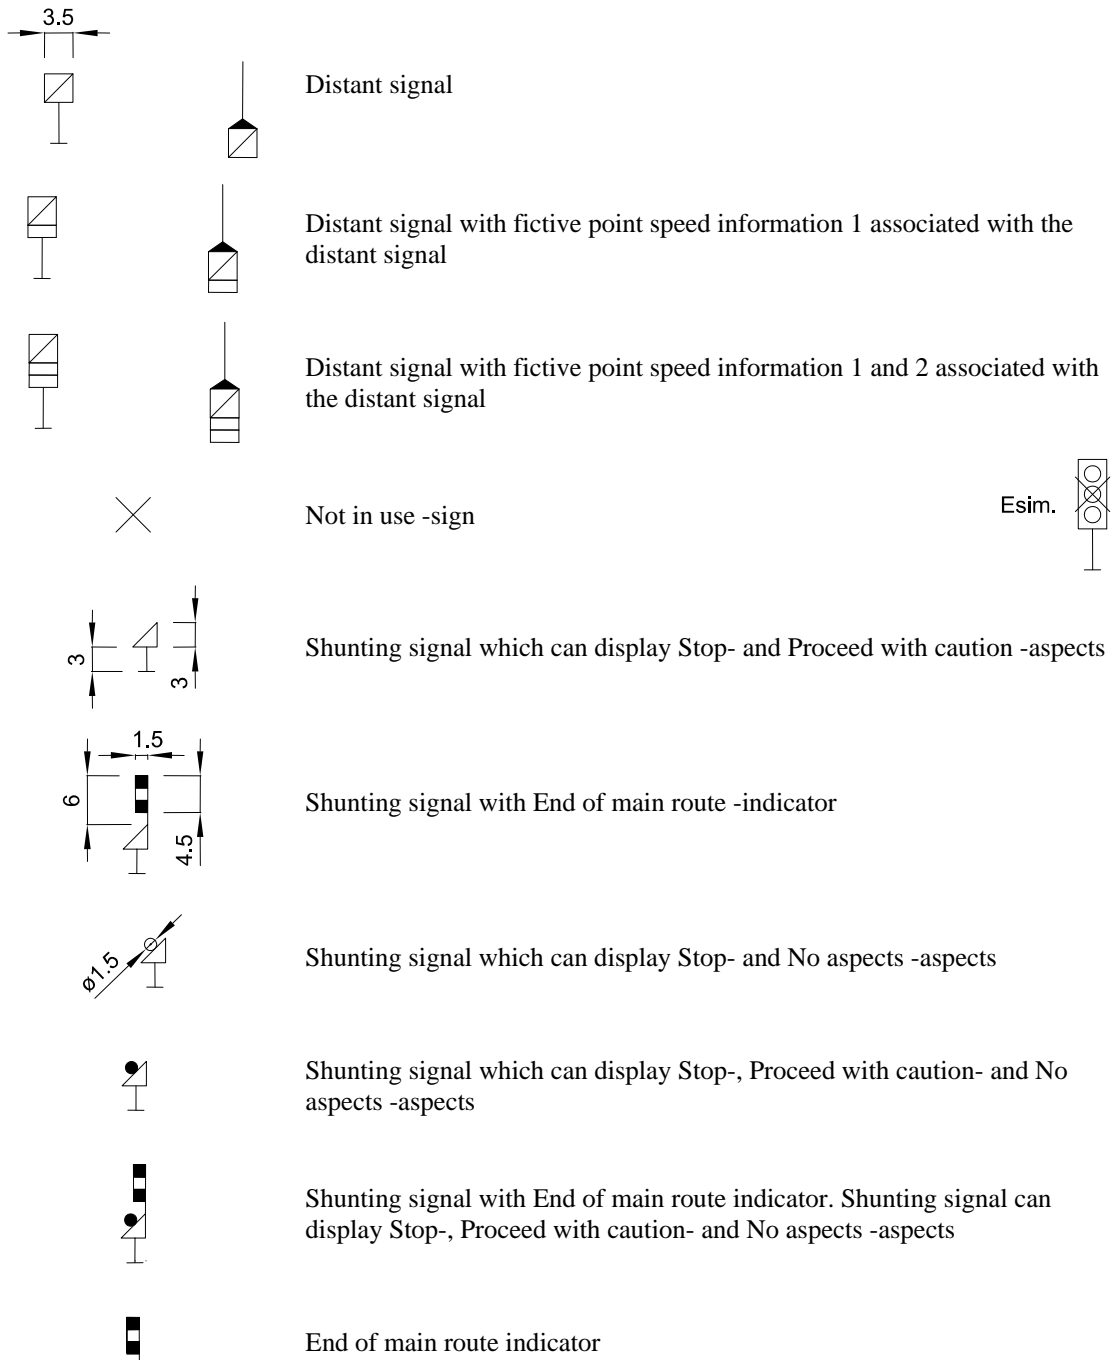 3.5
Distant signal
Distant signal with fictive point speed information 1 associated with the
distant signal
Distant signal with fictive point speed information 1 and 2 associated with
the distant signal
Not in use -sign
Esim.
3
3
Shunting signal which can display Stop- and Proceed with caution -aspects
1.5
6
4.5
Shunting signal with End of main route -indicator
ø1.5
Shunting signal which can display Stop- and No aspects -aspects
Shunting signal which can display Stop-, Proceed with caution- and No
aspects -aspects
Shunting signal with End of main route indicator. Shunting signal can
display Stop-, Proceed with caution- and No aspects -aspects
End of main route indicator